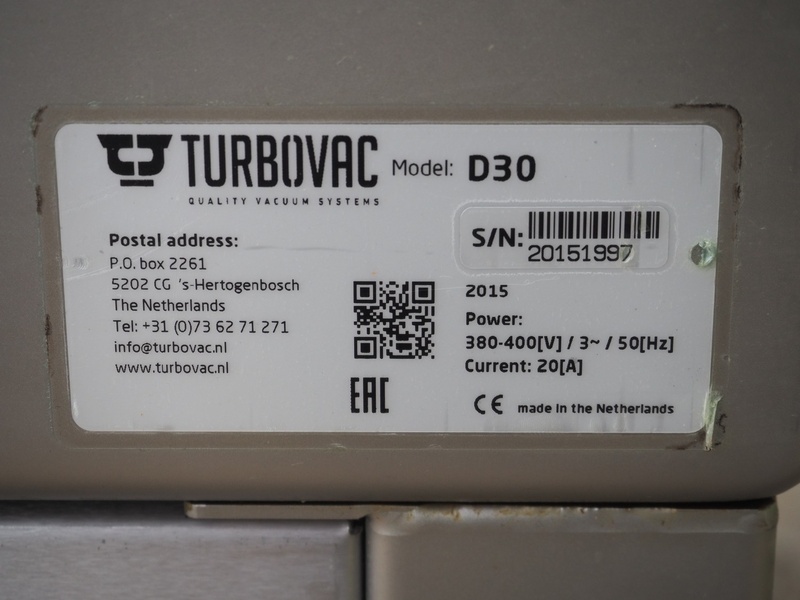 TURBOVAC
QUALITY VACUUM SYSTEMS
Model: D30
S/N:
20151997
Postal address:
P.O. box 2261
5202 CG 's-Hertogenbosch
The Netherlands
Tel: +31 (0)73 62 71 271
info@turbovac.nl
www.turbovac.nl
EAC
2015
Power:
380-400[V] / 3~ / 50[Hz]
Current: 20[A]
CE made in the Netherlands